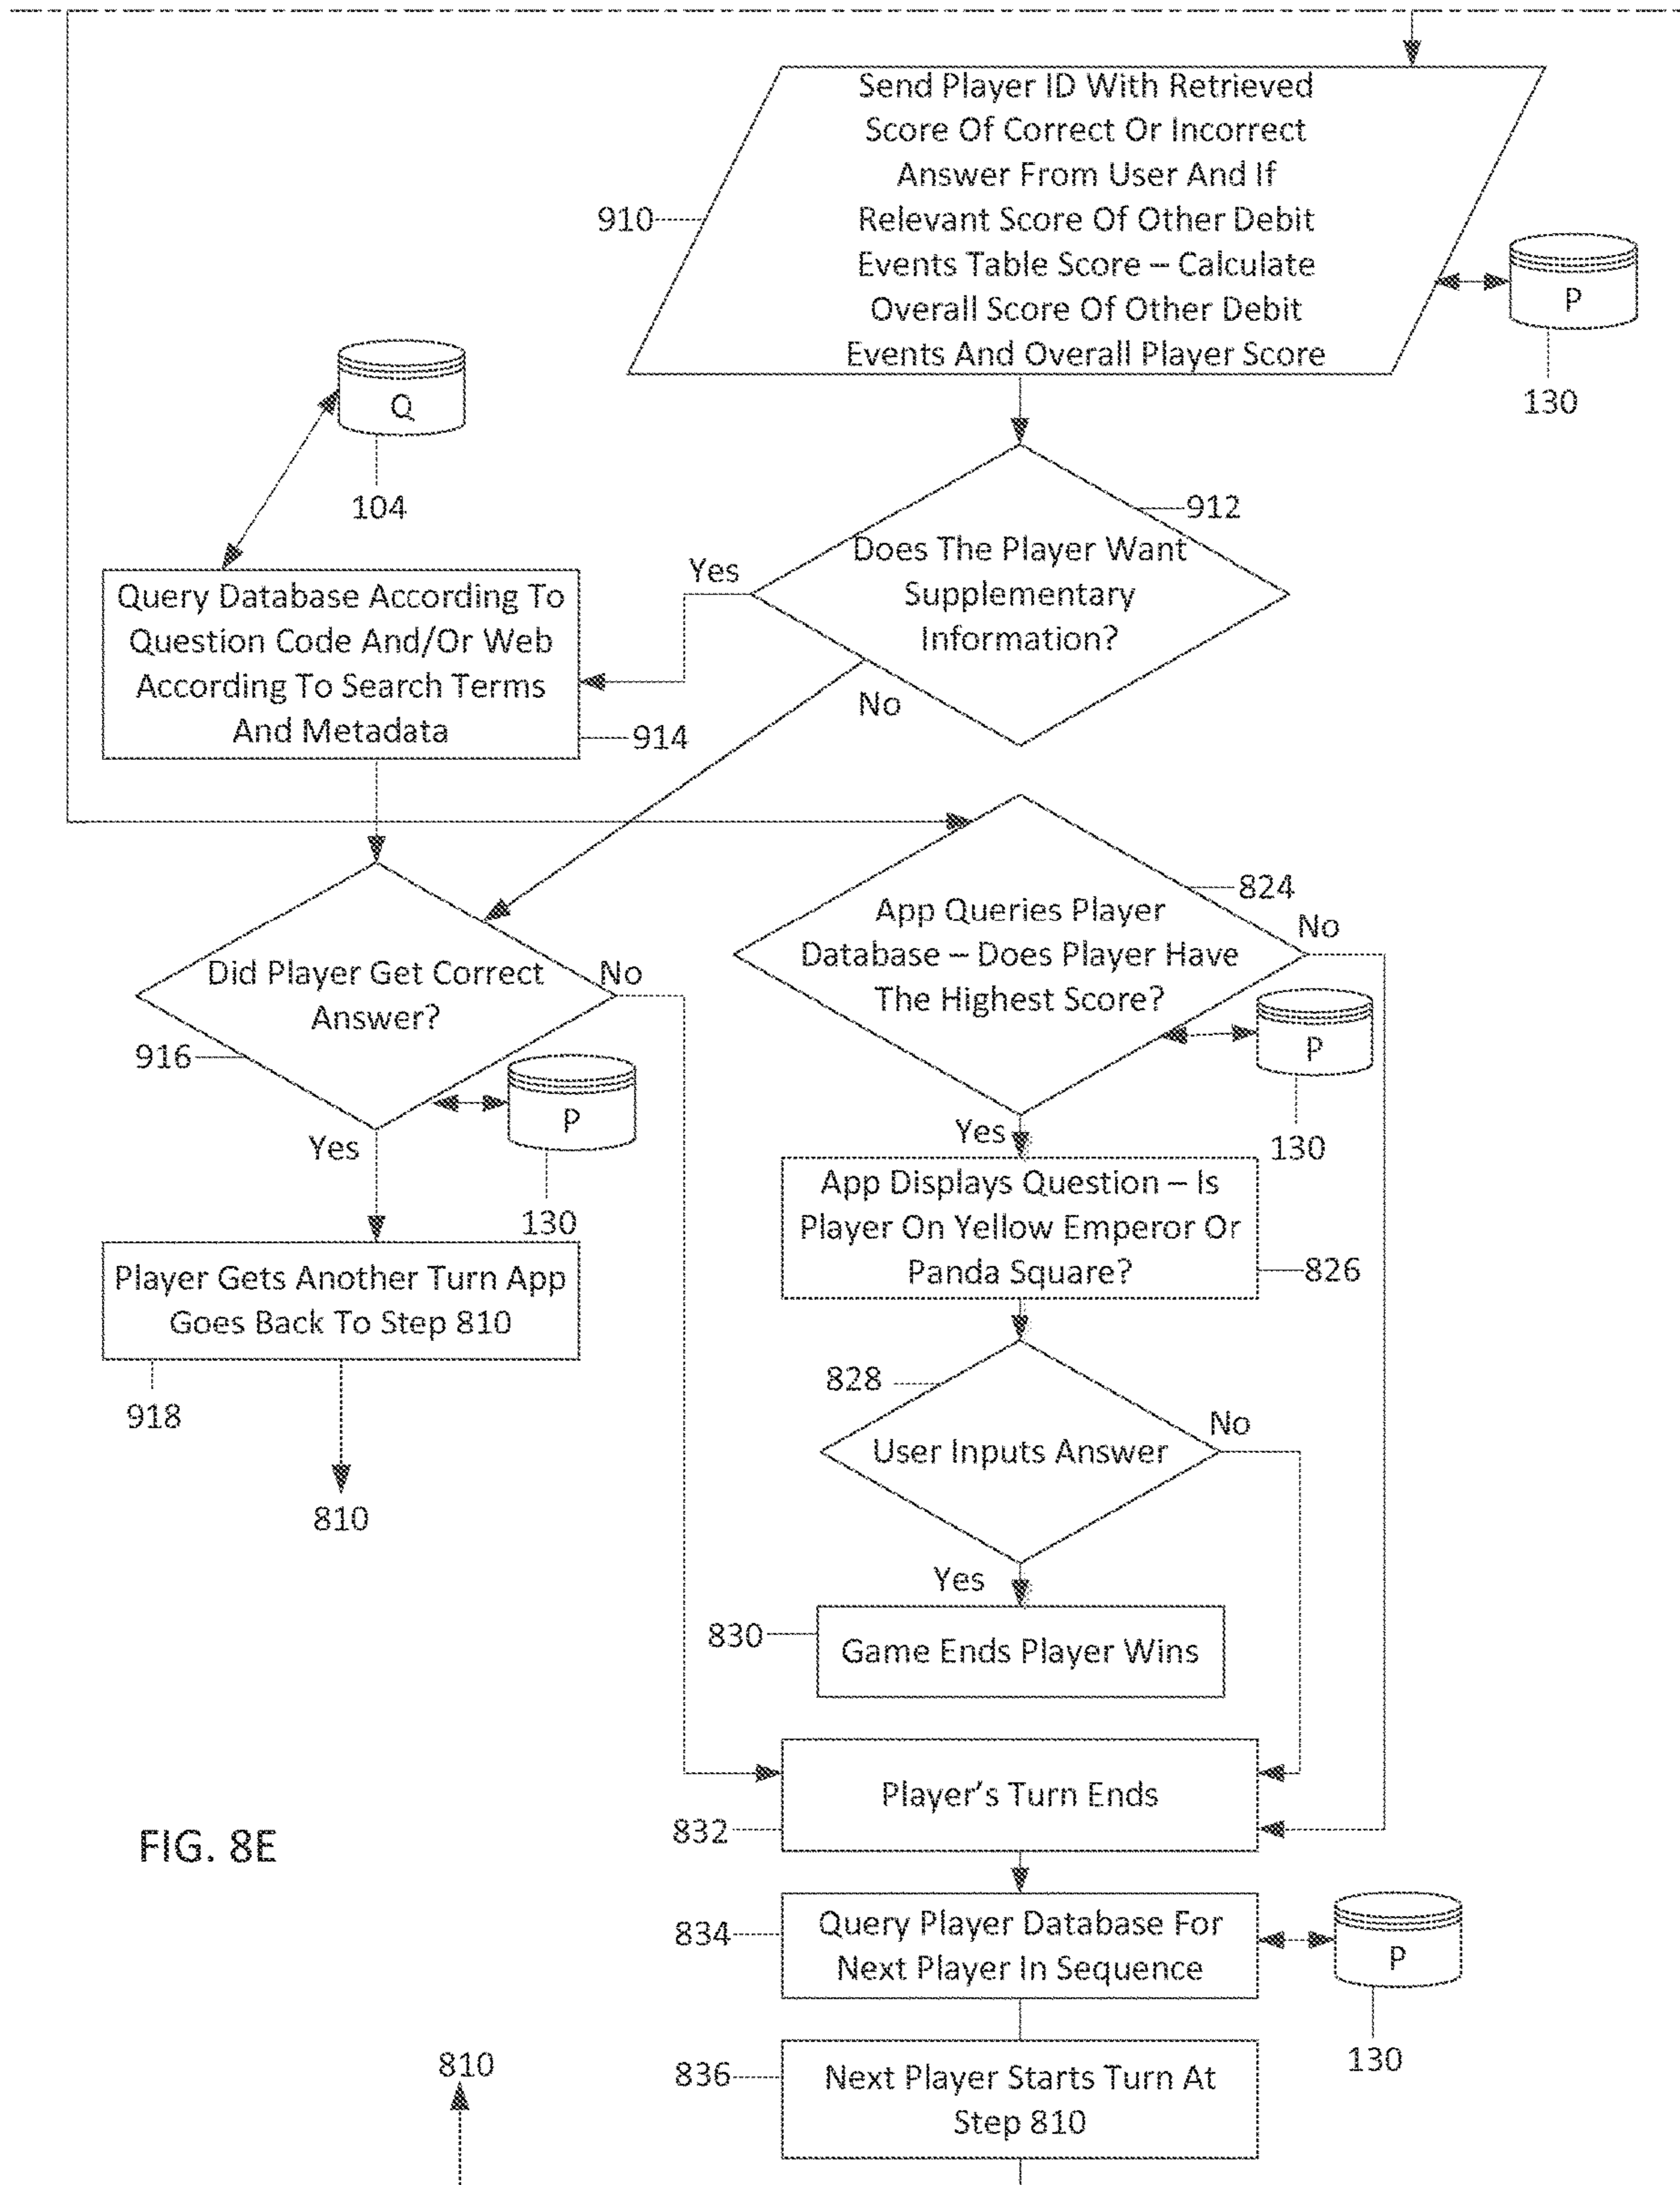 Send Player ID With Retrieved
Score Of Correct Or Incorrect
Answer From User And If
Relevant Score Of Other Debit
Events Table Score – Calculate
Overall Score Of Other Debit
Events And Overall Player Score
910
P
130
Q
104
912
Does The Player Want
Supplementary
Information?
Yes
No
Query Database According To
Question Code And/Or Web
According To Search Terms
And Metadata
914
824
App Queries Player
Database – Does Player Have
The Highest Score?
No
P
130
Yes
Did Player Get Correct
Answer?
No
916
P
130
Yes
App Displays Question – Is
Player On Yellow Emperor Or
Panda Square?
826
Player Gets Another Turn App
Goes Back To Step 810
918
810
828
User Inputs Answer
No
Yes
830
Game Ends Player Wins
Player's Turn Ends
832
FIG. 8E
834
Query Player Database For
Next Player In Sequence
P
130
810
836
Next Player Starts Turn At
Step 810